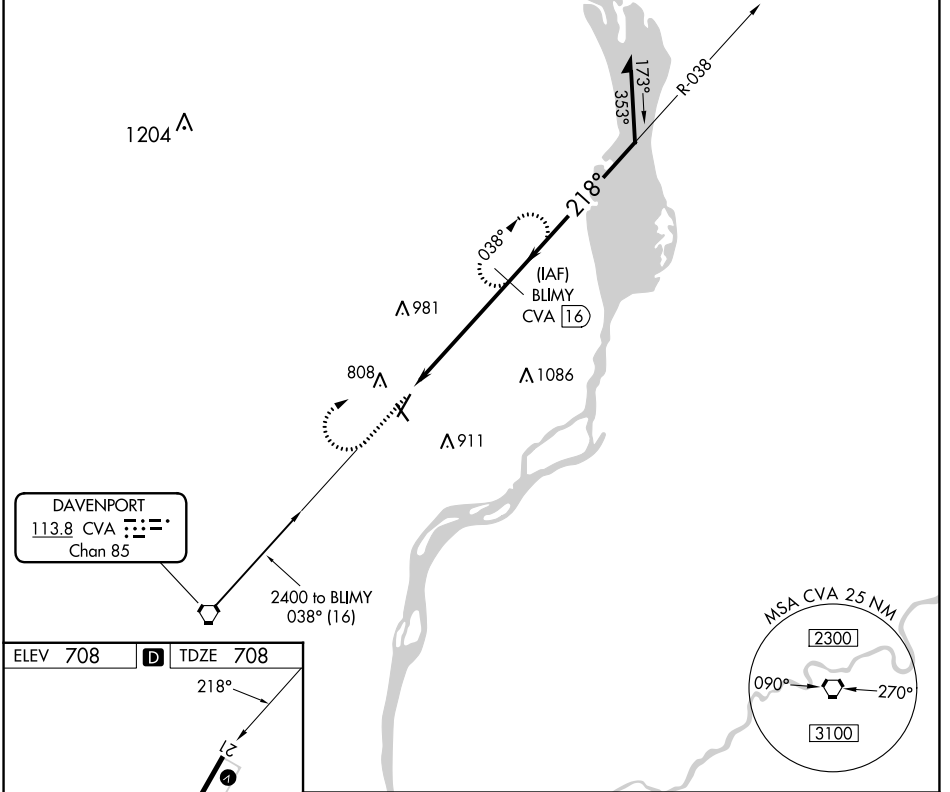 R-038
173°
353°
1204
218°
038°
(IAF)
BLIMY
CVA 16
981
808
1086
911
DAVENPORT
113.8 CVA
Chan 85
2400 to BLIMY
038° (16)
MSA CVA 25 NM
2300
090°
270°
3100
ELEV 708 D TDZE 708
218°
21
V